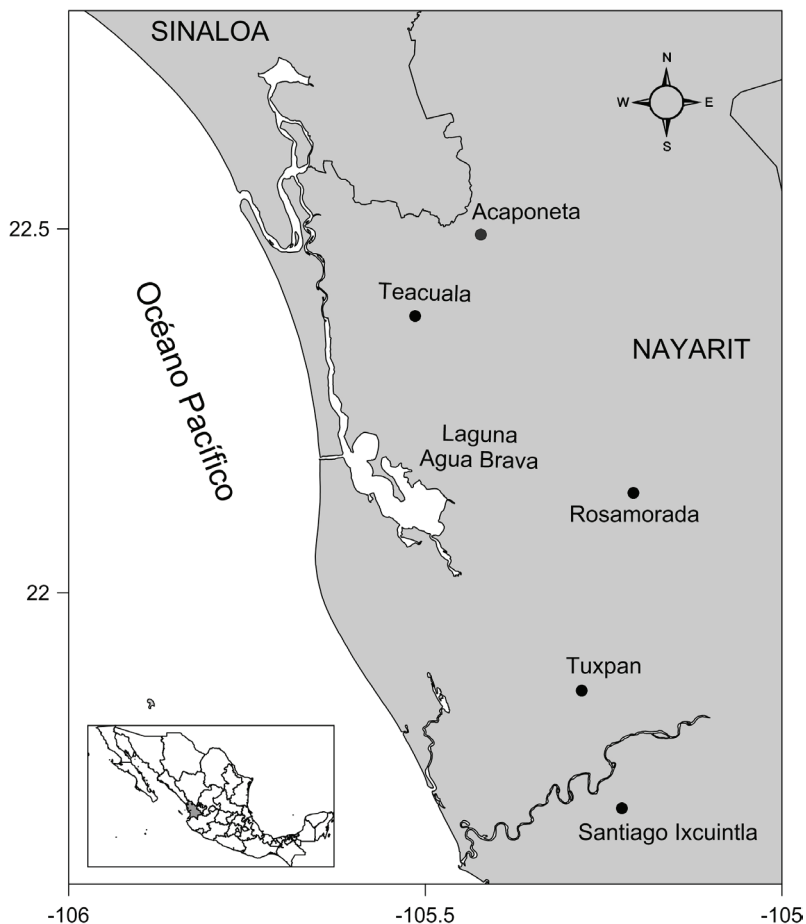 SINALOA
N
W
E
S
Acaponeta
22.5
Teacuala
Océano Pacífico
NAYARIT
Laguna
Agua Brava
Rosamorada
22
Tuxpan
Santiago Ixcuintla
-106
-105.5
-105